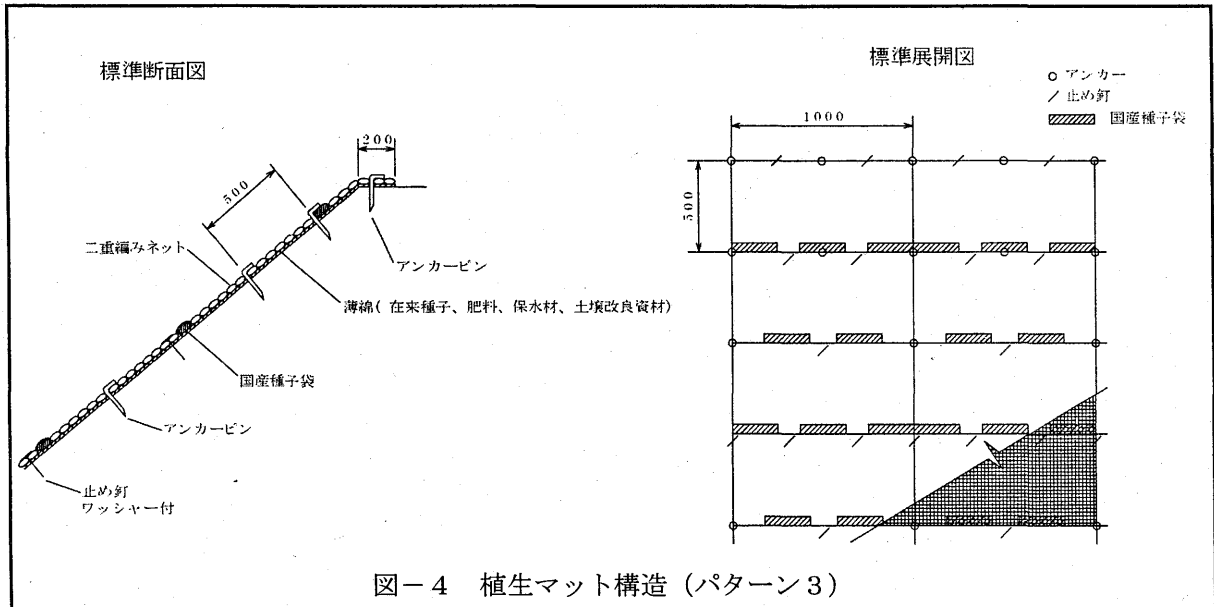 標準断面図
200
500
二重編みネット
アンカーピン
薄綿( 在来種子、肥料、保水材、土壌改良資材)
国産種子袋
アンカーピン
止め釘
ワッシャー付
標準展開図
アンカー
止め釘
国産種子袋
1000
500
図－4 植生マット構造（パターン3）